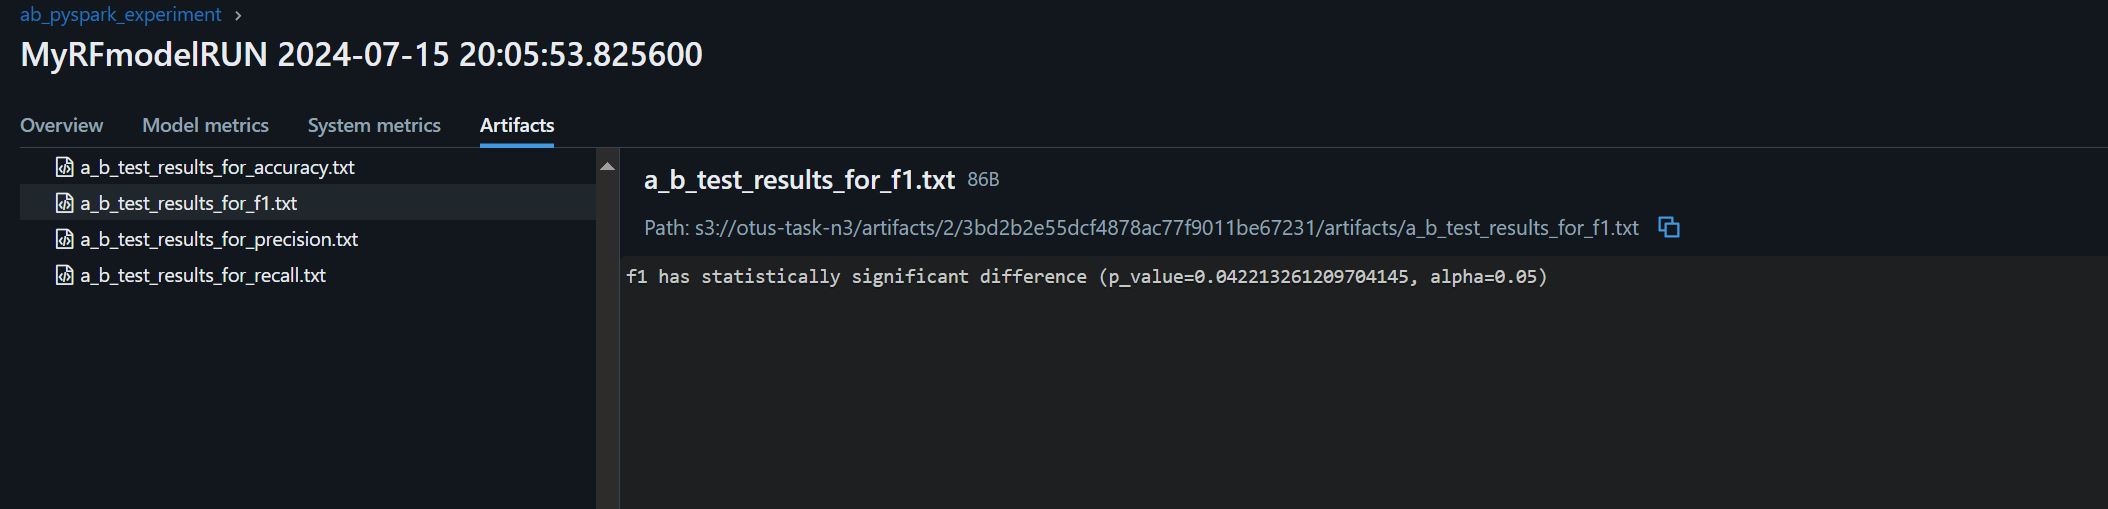 ab_pyspark_experiment >
MyRFmodelRUN 2024-07-15 20:05:53.825600
Overview Model metrics System metrics Artifacts
a_b_test_results_for_accuracy.txt
a_b_test_results_for_f1.txt
a_b_test_results_for_precision.txt
a_b_test_results_for_recall.txt
a_b_test_results_for_f1.txt 86B
Path: s3://otus-task-n3/artifacts/2/3bd2b2e55dcf4878ac77f9011be67231/artifacts/a_b_test_results_for_f1.txt
f1 has statistically significant difference (p_value=0.042213261209704145, alpha=0.05)